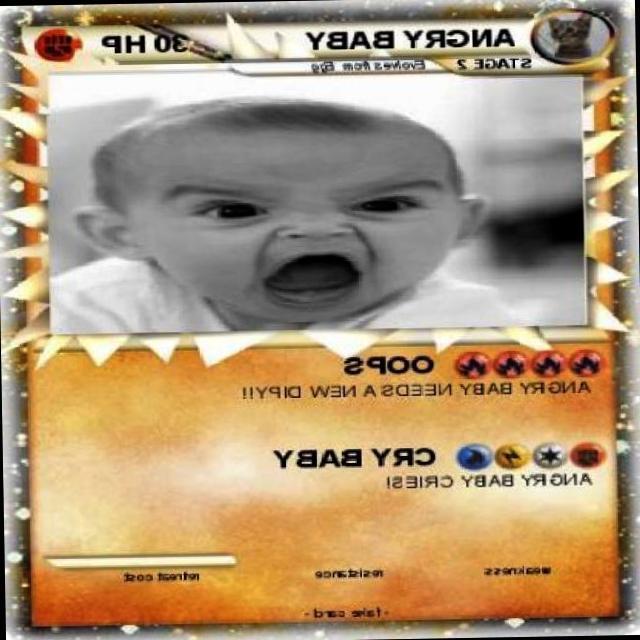 ANGRY BABY 30 HP
STAGE 2 Evolves from Egg
OOPS
ANGRY BABY NEEDS A NEW DIPY!!
CRY BABY
ANGRY BABY CRIES!
weakness resistance retreat cost
- fake card -